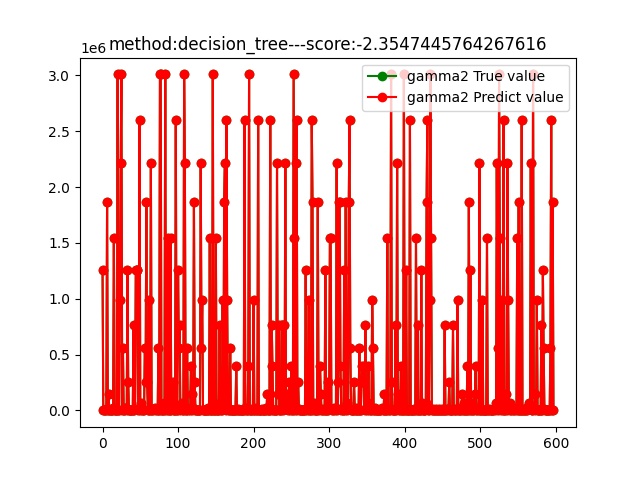 method:decision_tree---score:-2.3547445764267616
1e6
gamma2 True value
gamma2 Predict value
3.0
2.5
2.0
1.5
1.0
0.5
0.0
0 100 200 300 400 500 600